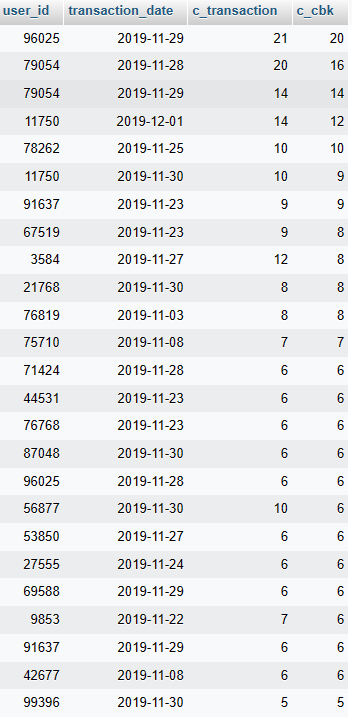 user_id transaction_date c_transaction c_cbk
96025 2019-11-29 21 20
79054 2019-11-28 20 16
79054 2019-11-29 14 14
11750 2019-12-01 14 12
78262 2019-11-25 10 10
11750 2019-11-30 10 9
91637 2019-11-23 9 9
67519 2019-11-23 9 8
3584 2019-11-27 12 8
21768 2019-11-30 8 8
76819 2019-11-03 8 8
75710 2019-11-08 7 7
71424 2019-11-28 6 6
44531 2019-11-23 6 6
76768 2019-11-23 6 6
87048 2019-11-30 6 6
96025 2019-11-28 6 6
56877 2019-11-30 10 6
53850 2019-11-27 6 6
27555 2019-11-24 6 6
69588 2019-11-29 6 6
9853 2019-11-22 7 6
91637 2019-11-29 6 6
42677 2019-11-08 6 6
99396 2019-11-30 5 5